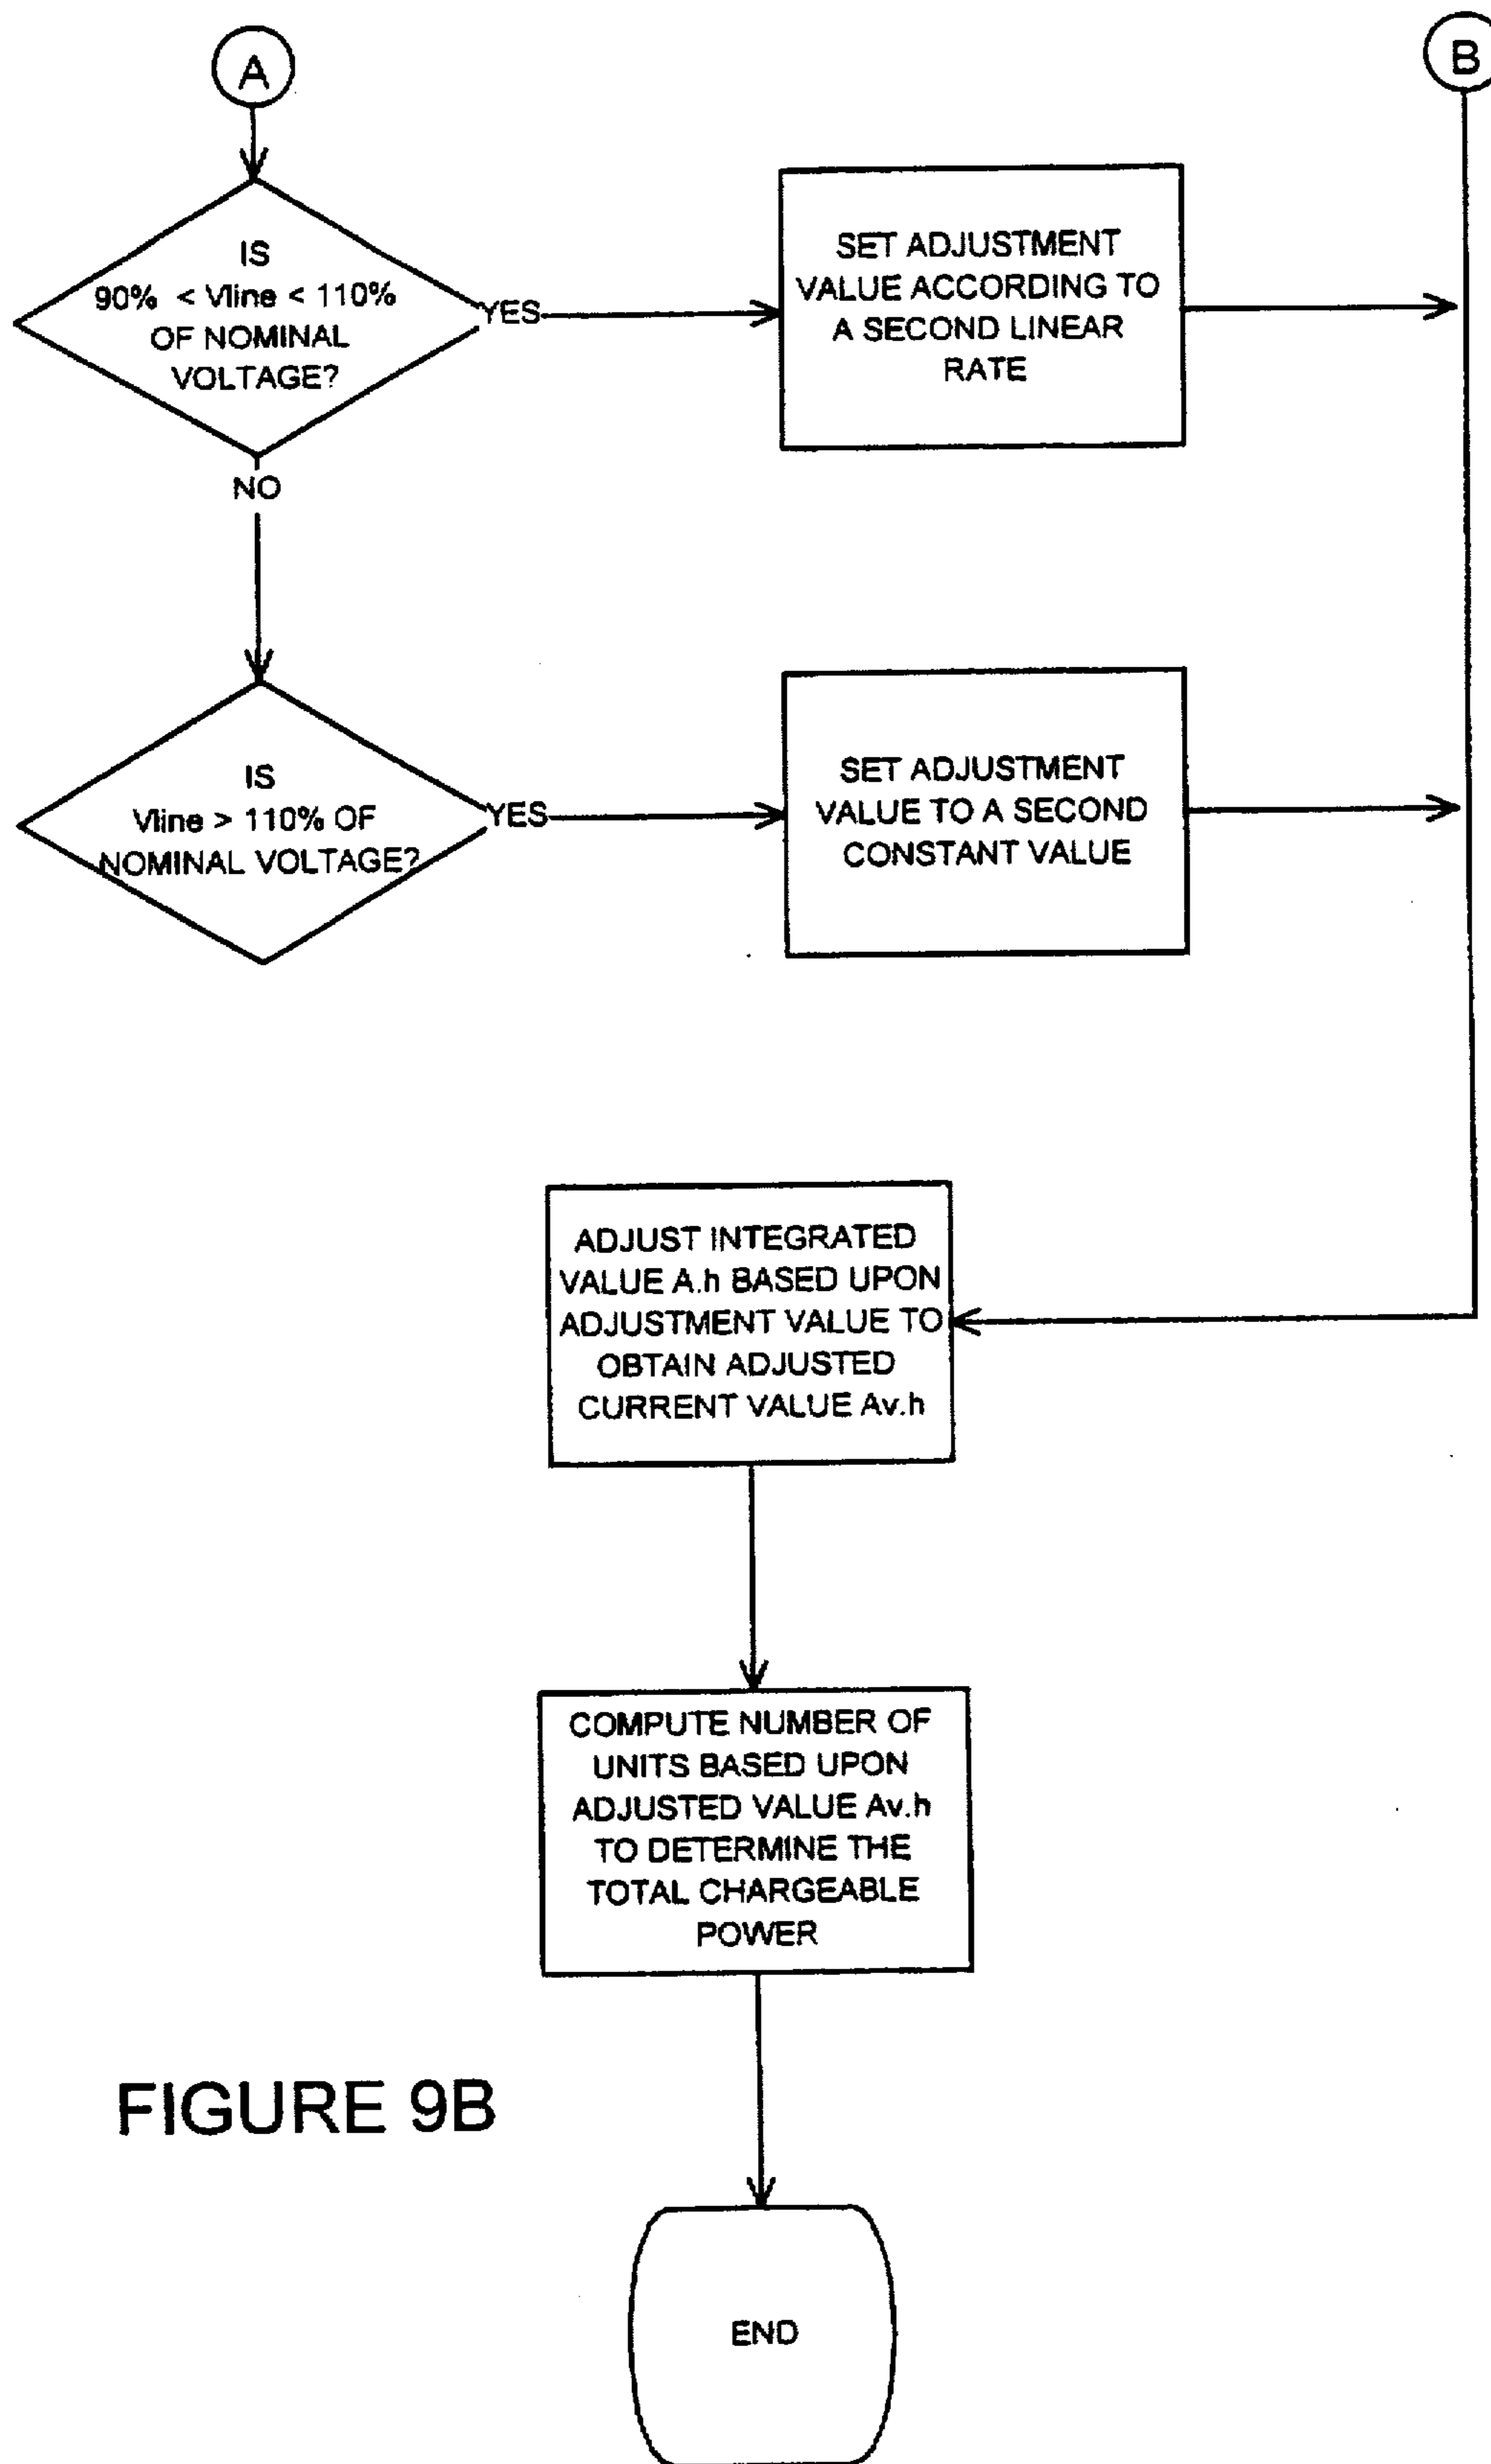 A
B
IS
90% < Vline < 110%
OF NOMINAL
VOLTAGE?
YES
SET ADJUSTMENT
VALUE ACCORDING TO
A SECOND LINEAR
RATE
NO
IS
Vline > 110% OF
NOMINAL VOLTAGE?
YES
SET ADJUSTMENT
VALUE TO A SECOND
CONSTANT VALUE
ADJUST INTEGRATED
VALUE A.h BASED UPON
ADJUSTMENT VALUE TO
OBTAIN ADJUSTED
CURRENT VALUE Av.h
COMPUTE NUMBER OF
UNITS BASED UPON
ADJUSTED VALUE Av.h
TO DETERMINE THE
TOTAL CHARGEABLE
POWER
FIGURE 9B
END